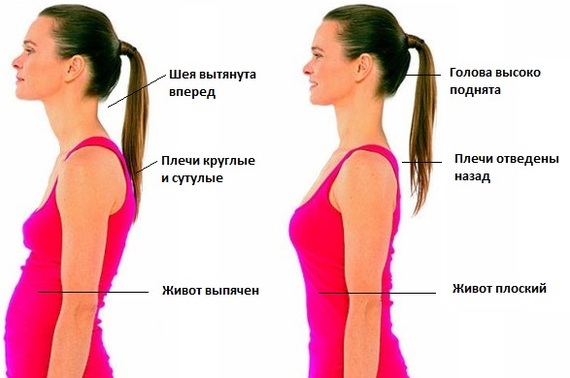 Шея вытянута
вперед
Плечи круглые
и сутулые
Живот выпячен
Голова высоко
поднята
Плечи отведены
назад
Живот плоский